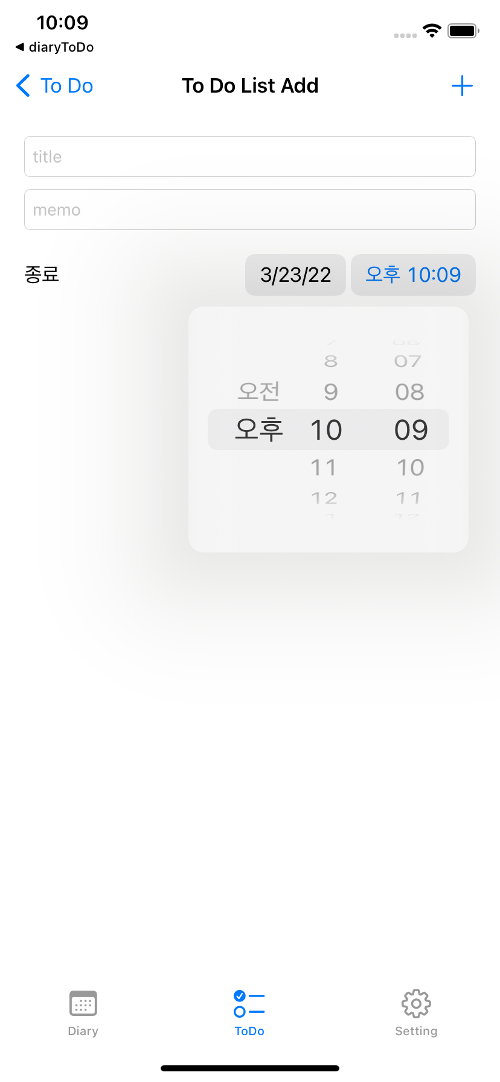 10:09
◀ diaryToDo
To Do
To Do List Add
title
memo
종료
3/23/22
오후 10:09
8 07
오전 9 08
오후 10 09
11 10
12 11
Diary
ToDo
Setting